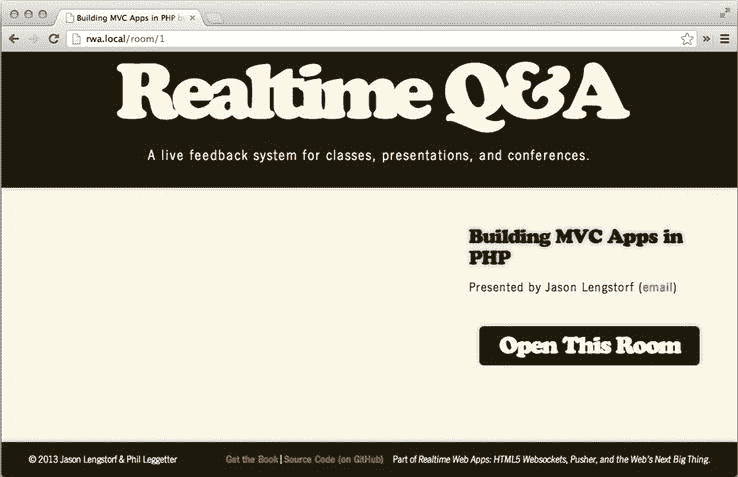 Building MVC Apps in PHP b
rwa.local/room/1
Realtime Q&A
A live feedback system for classes, presentations, and conferences.
Building MVC Apps in
PHP
Presented by Jason Lengstorf (email)
Open This Room
© 2013 Jason Lengstorf & Phil Leggetter
Get the Book | Source Code (on GitHub)
Part of Realtime Web Apps: HTML5 Websockets, Pusher, and the Web's Next Big Thing.